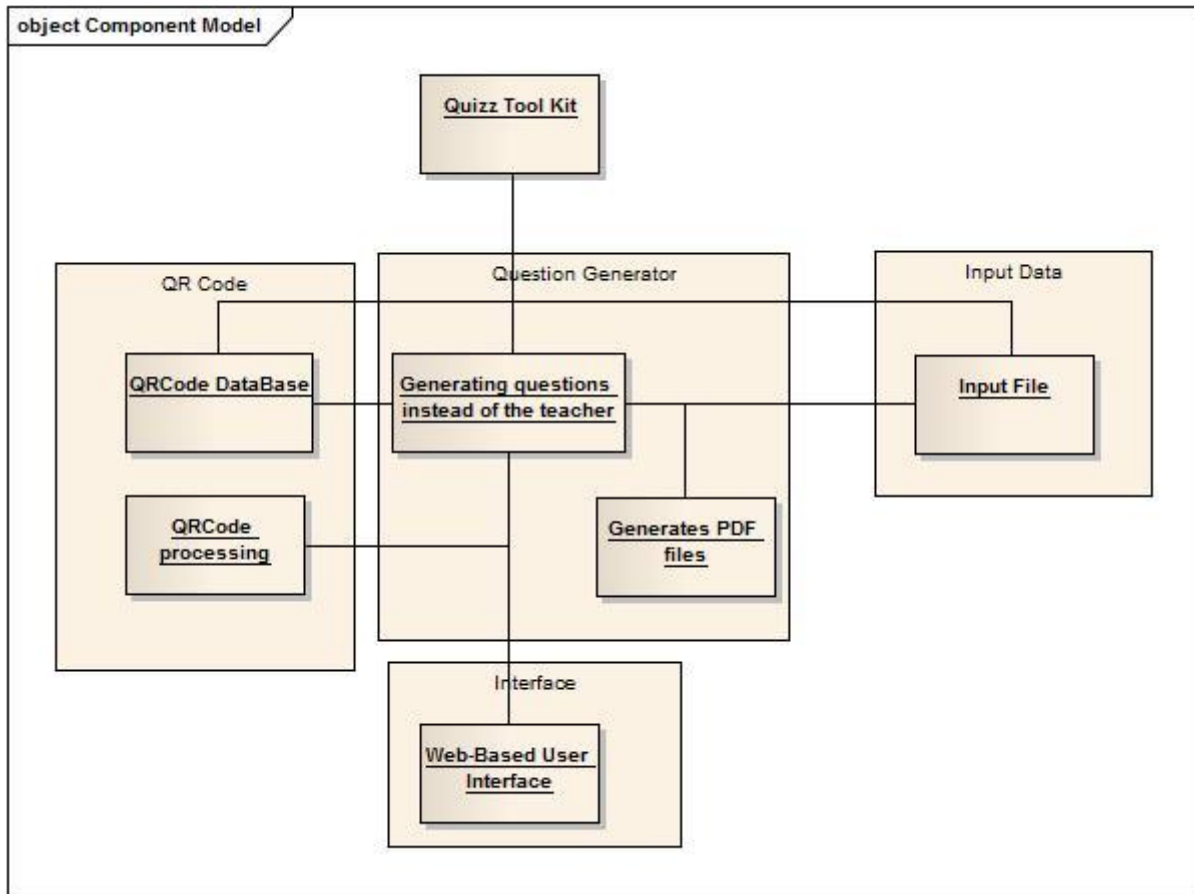 object Component Model
Quizz Tool Kit
QR Code
Question Generator
Input Data
QRCode DataBase
Generating questions
instead of the teacher
Input File
QRCode
processing
Generates PDF
files
Interface
Web-Based User
Interface